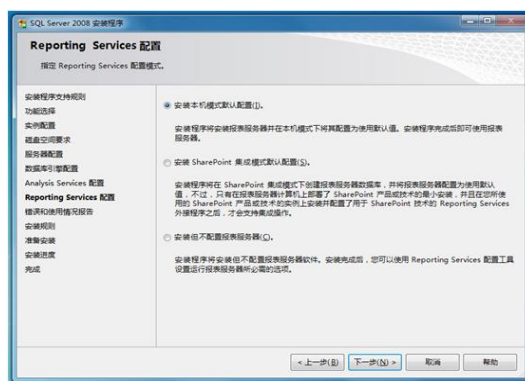 SQL Server 2008 安装程序
Reporting Services 配置
指定 Reporting Services 配置模式。
安装程序支持规则
功能选择
实例配置
磁盘空间要求
服务器配置
数据库引擎配置
Analysis Services 配置
Reporting Services 配置
错误和使用情况报告
安装规则
准备安装
安装进度
完成
安装本机模式默认配置(I)。
安装程序将安装报表服务器并在本机模式下将其配置为使用默认值。安装程序完成后即可使用报表
服务器。
安装 SharePoint 集成模式默认配置(S)。
安装程序将在 SharePoint 集成模式下创建报表服务器数据库，并将报表服务器配置为使用默认
值，不过，只有在报表服务器计算机上部署了 SharePoint 产品或技术的最小安装，并且在您所使
用的 SharePoint 产品或技术的实例上安装并配置了用于 SharePoint 技术的 Reporting Services
外接程序之后，才会支持集成操作。
安装但不配置报表服务器(C)。
安装程序将安装但不配置报表服务器软件。安装完成后，您可以使用 Reporting Services 配置工具
设置运行报表服务器所必需的选项。
< 上一步(B)
下一步(N) >
取消
帮助